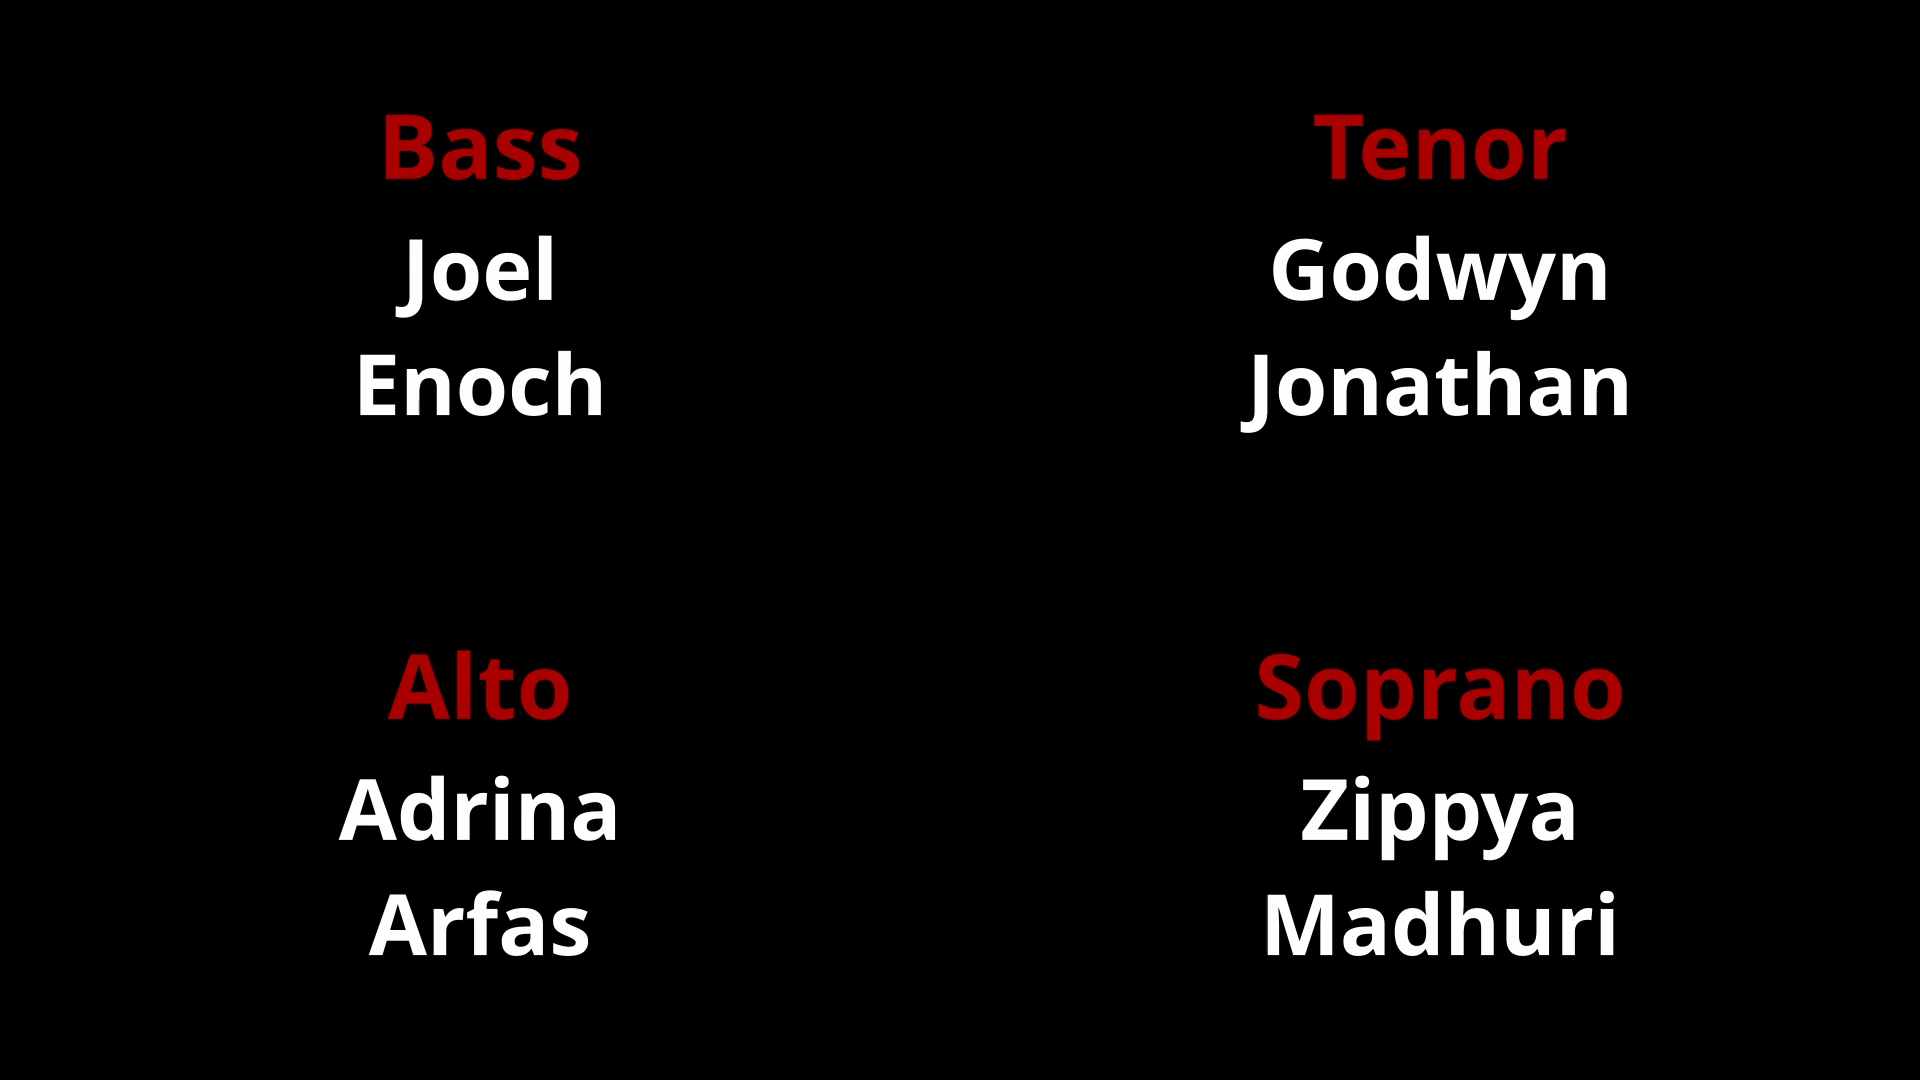 Bass
Joel
Enoch
Tenor
Godwyn
Jonathan
Alto
Adrina
Arfas
Soprano
Zippya
Madhuri